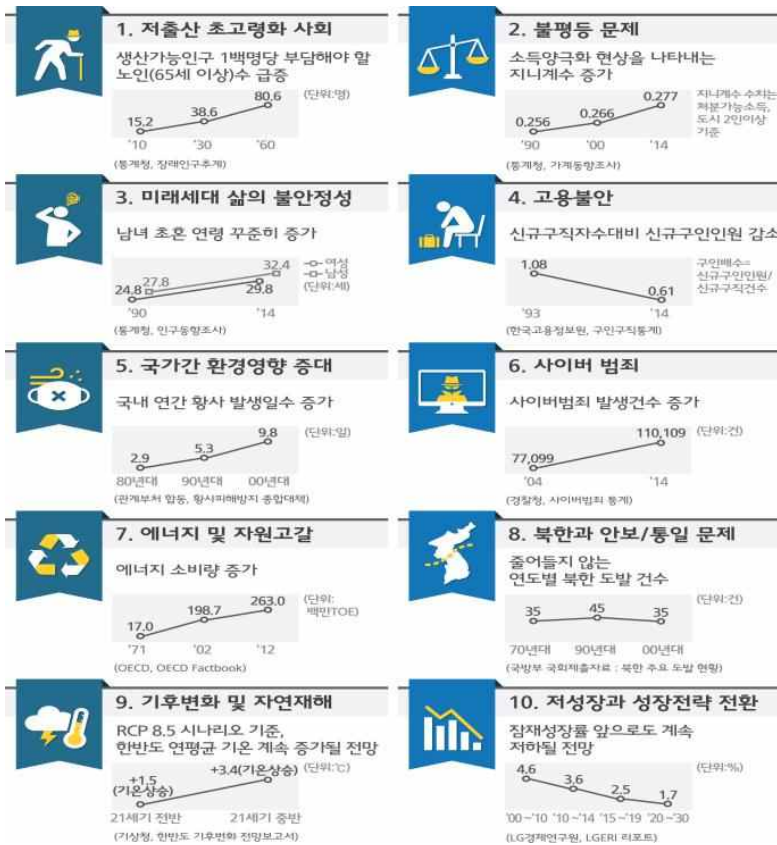 1. 저출산 초고령화 사회
생산가능인구 1백명당 부담해야 할
노인(65세 이상)수 급증
(단위:명)
15.2 38.6 80.6
'10 '30 '60
(통계청, 장래인구추계)
2. 불평등 문제
소득양극화 현상을 나타내는
지니계수 증가
지니계수 수치는
처분가능소득,
도시 2인이상
기준
0.256 0.266 0.277
'90 '00 '14
(통계청, 가계동향조사)
3. 미래세대 삶의 불안정성
남녀 초혼 연령 꾸준히 증가
여성
남성
(단위:세)
27.8 32.4
24.8 29.8
'90 '14
(통계청, 인구동향조사)
4. 고용불안
신규구직자수대비 신규구인인원 감소
구인배수=
신규구인인원/
신규구직건수
1.08 0.61
'93 '14
(한국고용정보원, 구인구직통계)
5. 국가간 환경영향 증대
국내 연간 황사 발생일수 증가
(단위:일)
2.9 5.3 9.8
80년대 90년대 00년대
(관계부처 합동, 황사피해방지 종합대책)
6. 사이버 범죄
사이버범죄 발생건수 증가
(단위:건)
77,099 110,109
'04 '14
(경찰청, 사이버범죄 통계)
7. 에너지 및 자원고갈
에너지 소비량 증가
(단위:
백만TOE)
17.0 198.7 263.0
'71 '02 '12
(OECD, OECD Factbook)
8. 북한과 안보/통일 문제
줄어들지 않는
연도별 북한 도발 건수
(단위:건)
35 45 35
70년대 90년대 00년대
(국방부 국회제출자료 : 북한 주요 도발 현황)
9. 기후변화 및 자연재해
RCP 8.5 시나리오 기준,
한반도 연평균 기온 계속 증가될 전망
+3.4(기온상승) (단위:℃)
+1.5
(기온상승)
21세기 전반 21세기 중반
(기상청, 한반도 기후변화 전망보고서)
10. 저성장과 성장전략 전환
잠재성장률 앞으로도 계속
저하될 전망
(단위:%)
4.6 3.6 2.5 1.7
'00~'10 '10~'14 '15~'19 '20~'30
(LG경제연구원, LGERI 리포트)